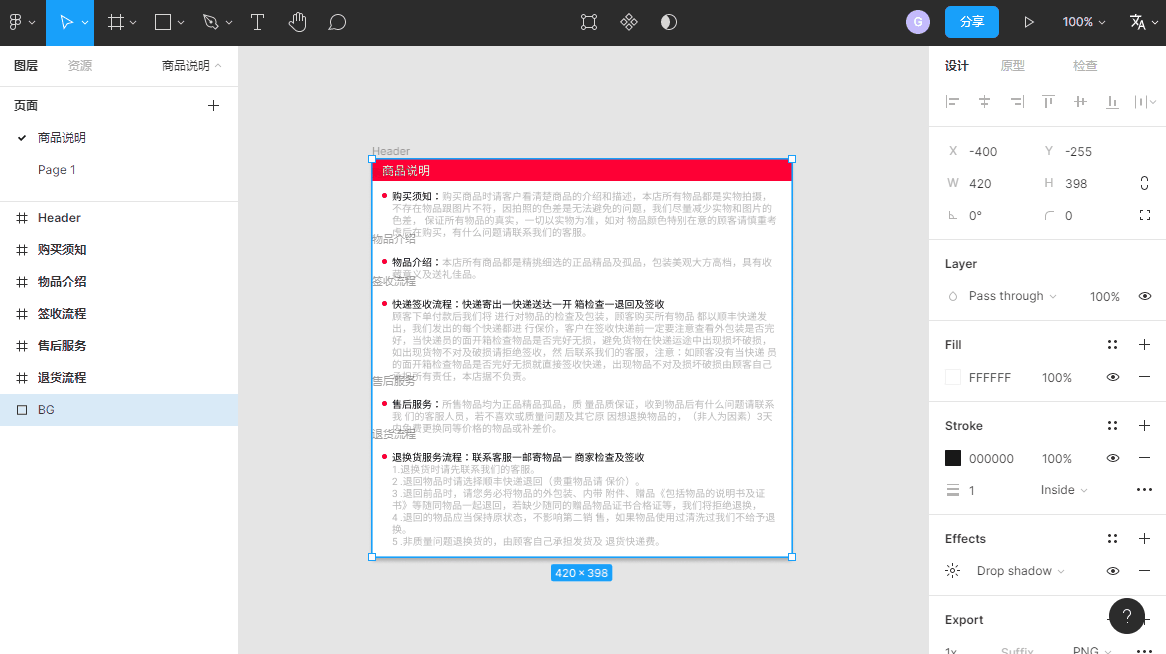 G
分享
100%
图层
资源
商品说明
设计
原型
检查
页面
商品说明
Page 1
Header
购买须知
物品介绍
签收流程
售后服务
退货流程
BG
Header
商品说明
购买须知：购买商品时请客户看清楚商品的介绍和描述，本店所有物品都是实物拍摄，
不存在物品跟图片不符，因拍照的色差是无法避免的问题，我们尽量减少实物和图片的
色差， 保证所有物品的真实，一切以实物为准，如对 物品颜色特别在意的顾客请慎重考
虑后在购买，有什么问题请联系我们的客服。
物品介绍
物品介绍：本店所有商品都是精挑细选的正品精品及孤品，包装美观大方高档，具有收
藏意义及送礼佳品。
签收流程
快递签收流程：快递寄出一快递送达一开 箱检查一退回及签收
顾客下单付款后我们将 进行对物品的检查及包装，顾客购买所有物品 都以顺丰快递发
出，我们发出的每个快递都进 行保价，客户在签收快递前一定要注意查看外包装是否完
好，当快递员的面开箱检查物品是否完好无损，避免货物在快递运途中出现损坏破损，
如出现货物不对及破损请拒绝签收，然 后联系我们的客服，注意：如顾客没有当快递 员
的面开箱检查物品是否完好无损就直接签收快递，出现物品不对及损坏破损由顾客自己
承担所有责任，本店据不负责。
售后服务
售后服务：所售物品均为正品精品孤品，质 量品质保证，收到物品后有什么问题请联系
我 们的客服人员，若不喜欢或质量问题及其它原 因想退换物品的，（非人为因素）3天
内免费更换同等价格的物品或补差价。
退货流程
退换货服务流程：联系客服一邮寄物品一 商家检查及签收
1.退换货时请先联系我们的客服。
2.退回物品时请选择顺丰快递退回（贵重物品请 保价）。
3.退回前品时，请您务必将物品的外包装、内带 附件、赠品《包括物品的说明书及证
书》等随同物品一起退回，若缺少随同的赠品物品证书合格证等，我们将拒绝退换，
4.退回的物品应当保持原状态，不影响第二销 售，如果物品使用过清洗过我们不给予退
换。
5.非质量问题退换货的，由顾客自己承担发货及 退货快递费。
420 × 398
X -400
Y -255
W 420
H 398
0°
0
Layer
Pass through
100%
Fill
FFFFFF
100%
Stroke
000000
100%
1
Inside
Effects
Drop shadow
Export
?
1x
Suffix
PNG